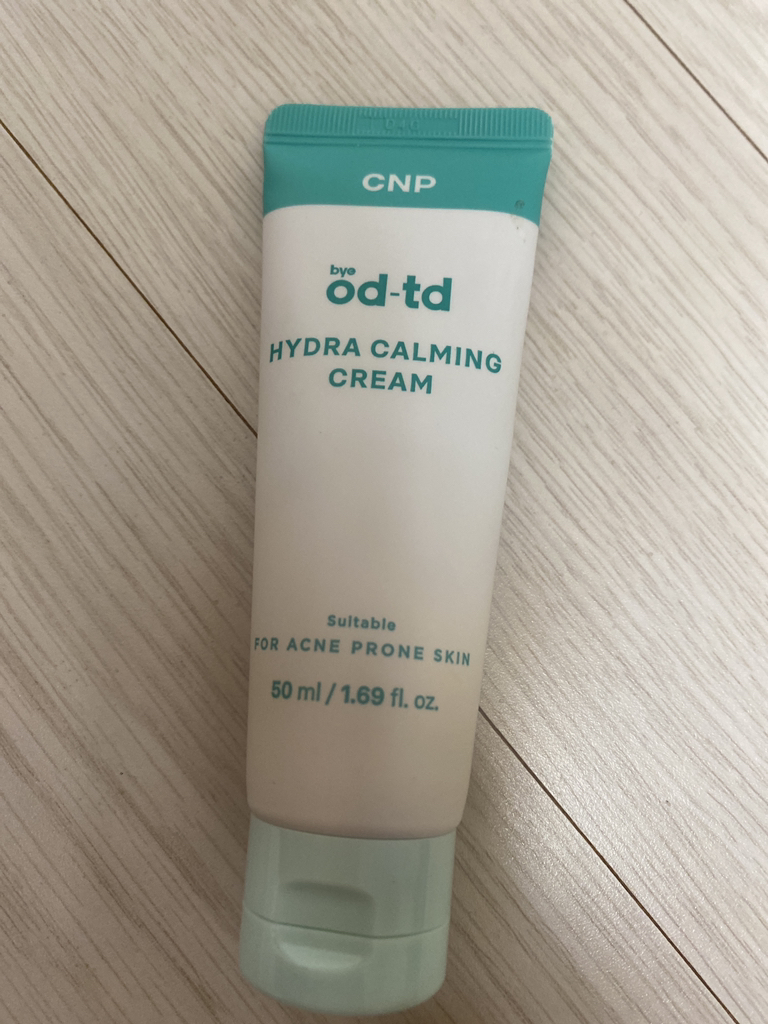 CNP
bye
od-td
HYDRA CALMING
CREAM
Suitable
FOR ACNE PRONE SKIN
50 ml / 1.69 fl. oz.